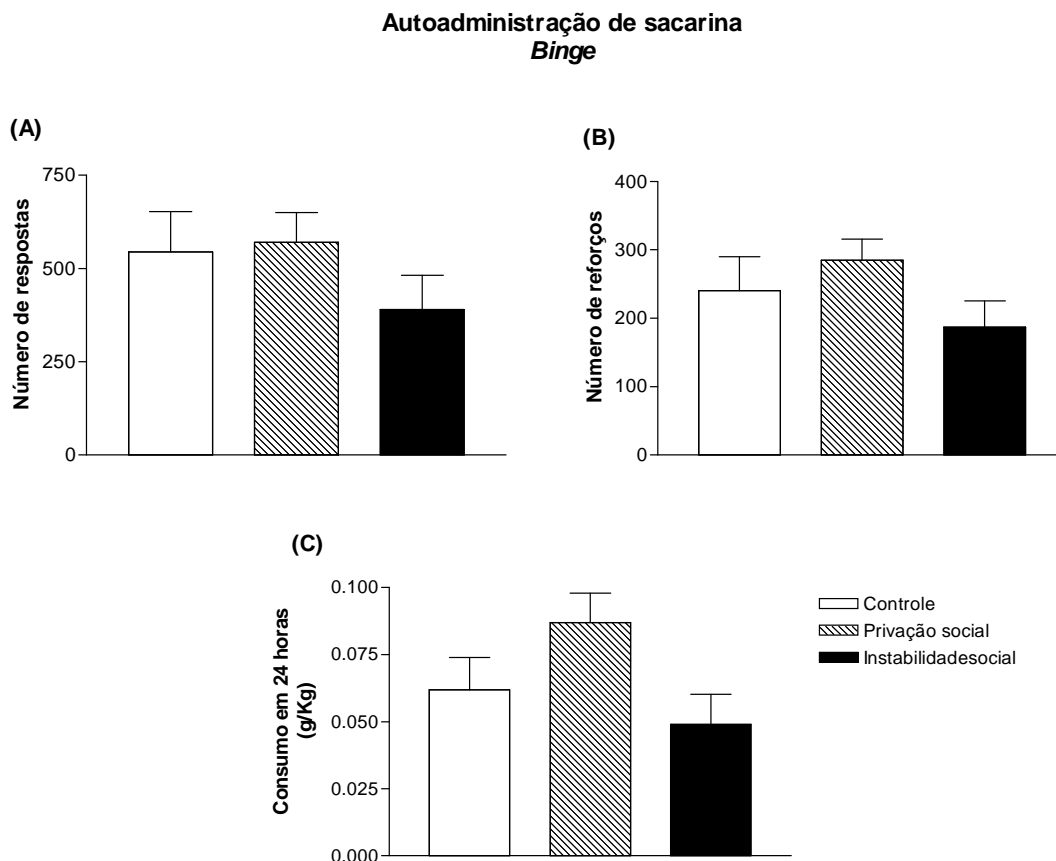 Autoadministração de sacarina
Binge
(A)
Número de respostas
750
500
250
0
(B)
Número de reforços
400
300
200
100
0
(C)
Consumo em 24 horas
(g/Kg)
0.100
0.075
0.050
0.025
0.000
Controle
Privação social
Instabilidadesocial